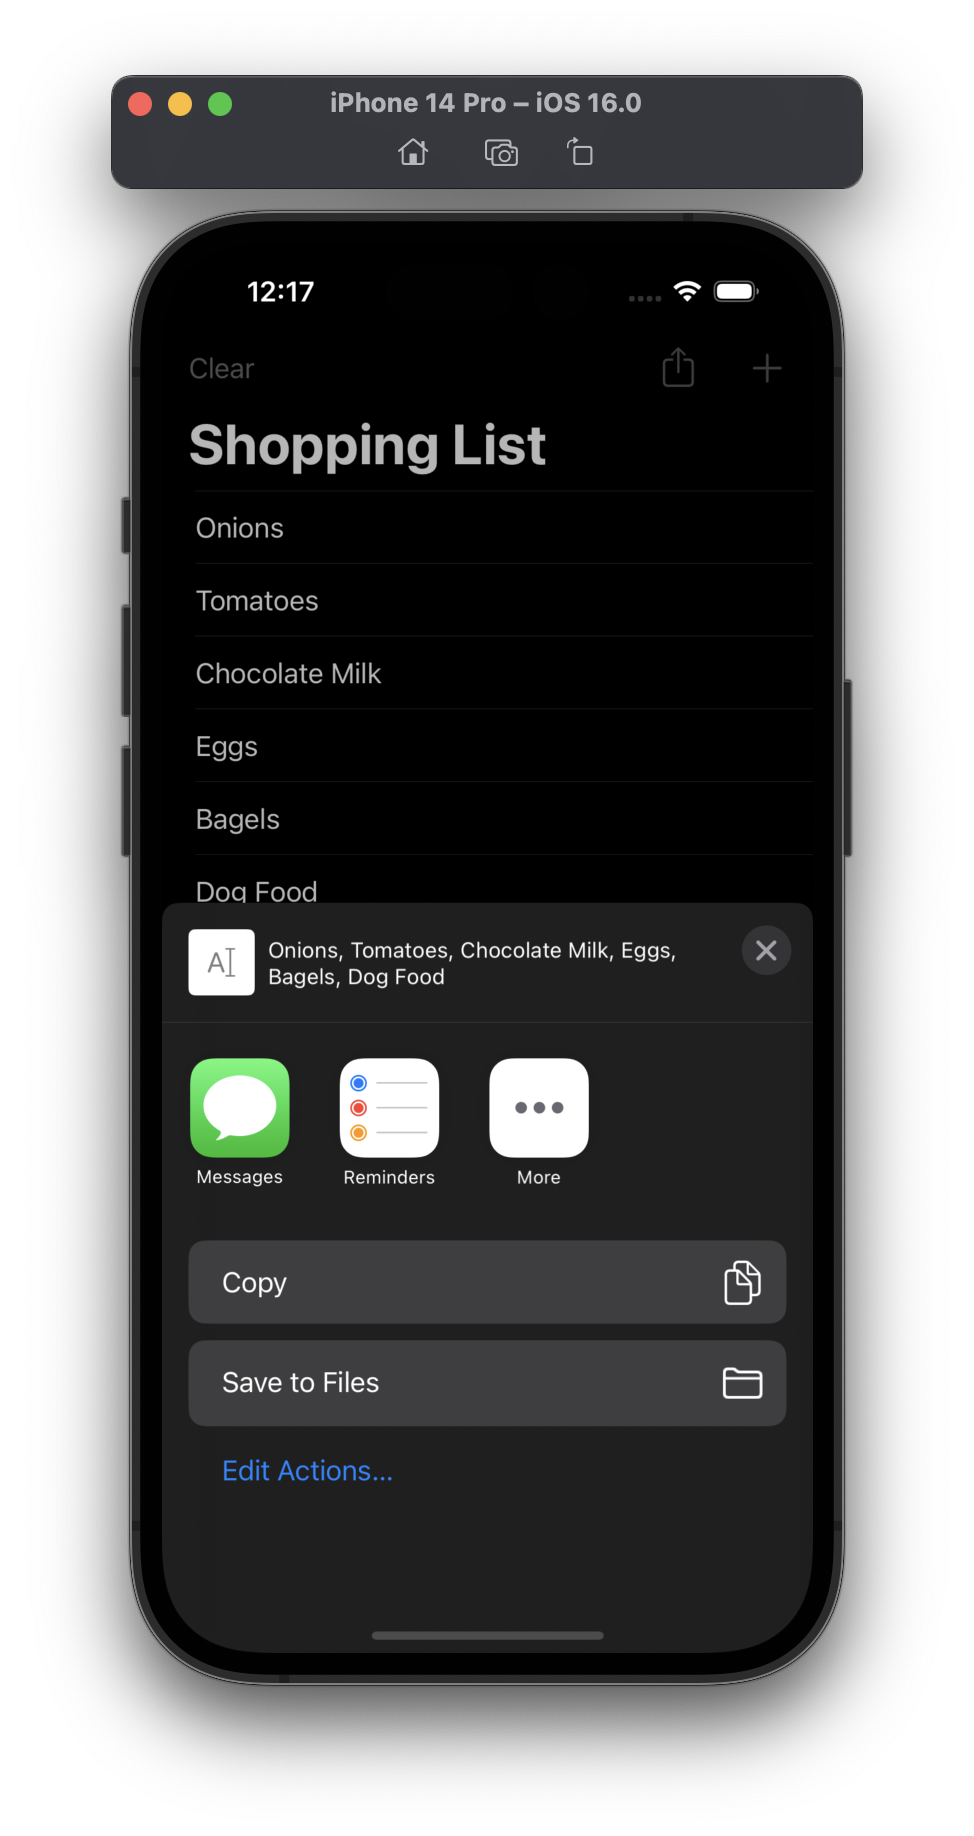 iPhone 14 Pro – iOS 16.0
12:17
Clear
Shopping List
Onions
Tomatoes
Chocolate Milk
Eggs
Bagels
Dog Food
A
Onions, Tomatoes, Chocolate Milk, Eggs,
Bagels, Dog Food
Messages
Reminders
More
Copy
Save to Files
Edit Actions...